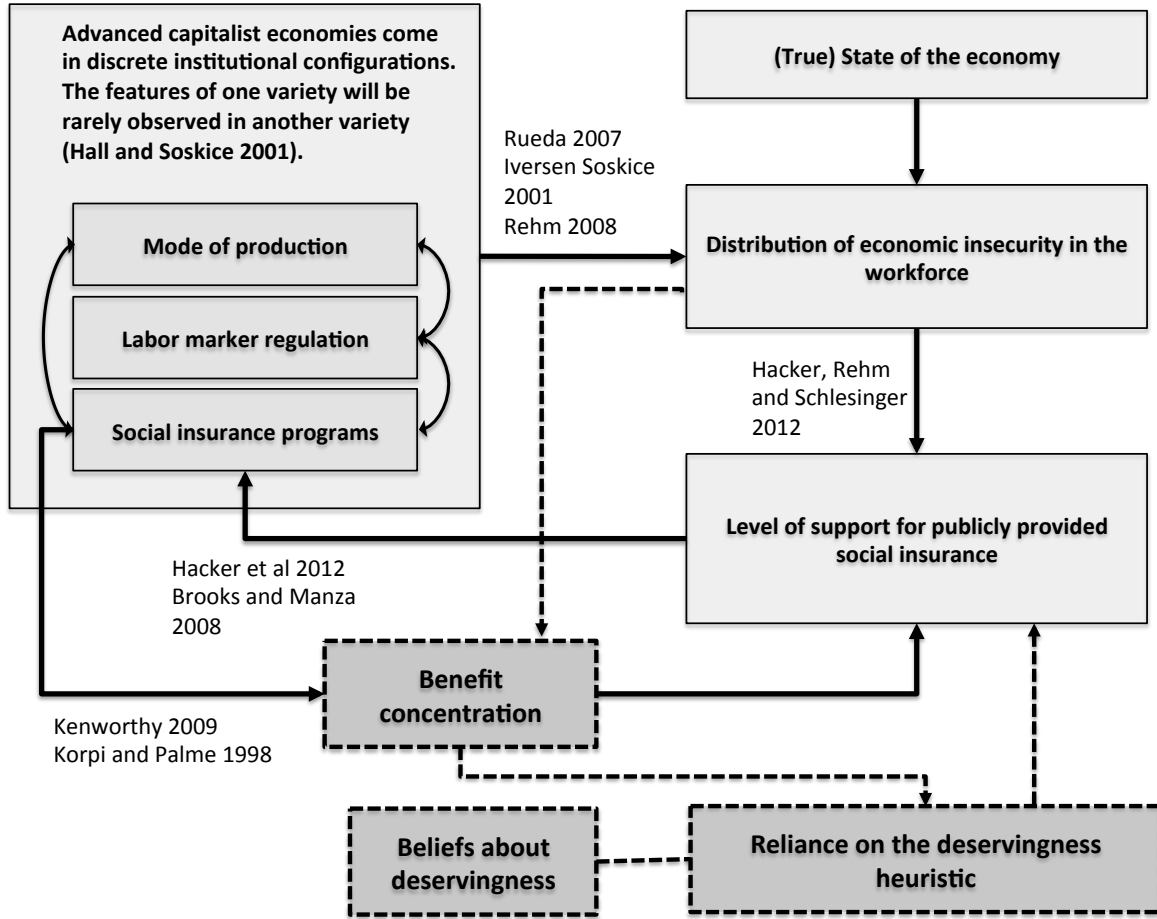 Advanced capitalist economies come
in discrete institutional configurations.
The features of one variety will be
rarely observed in another variety
(Hall and Soskice 2001).
(True) State of the economy
Rueda 2007
Iversen Soskice
2001
Rehm 2008
Mode of production
Distribution of economic insecurity in the
workforce
Labor marker regulation
Hacker, Rehm
and Schlesinger
2012
Social insurance programs
Level of support for publicly provided
social insurance
Hacker et al 2012
Brooks and Manza
2008
Benefit
concentration
Kenworthy 2009
Korpi and Palme 1998
Beliefs about
deservingness
Reliance on the deservingness
heuristic